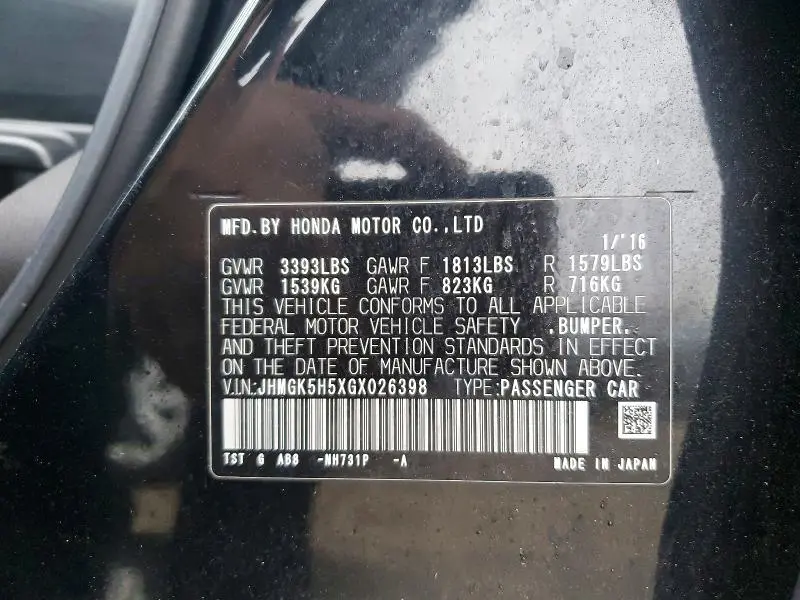 MFD.BY HONDA MOTOR CO.,LTD
1/'16
GVWR 3393LBS GAWR F 1813LBS R 1579LBS
GVWR 1539KG GAWR F 823KG R 716KG
THIS VEHICLE CONFORMS TO ALL APPLICABLE
FEDERAL MOTOR VEHICLE SAFETY ,BUMPER,
AND THEFT PREVENTION STANDARDS IN EFFECT
ON THE DATE OF MANUFACTURE SHOWN ABOVE.
V.I.N:JHMGK5H5XGX026398 TYPE:PASSENGER CAR
TST G AB8 -NH731P -A MADE IN JAPAN